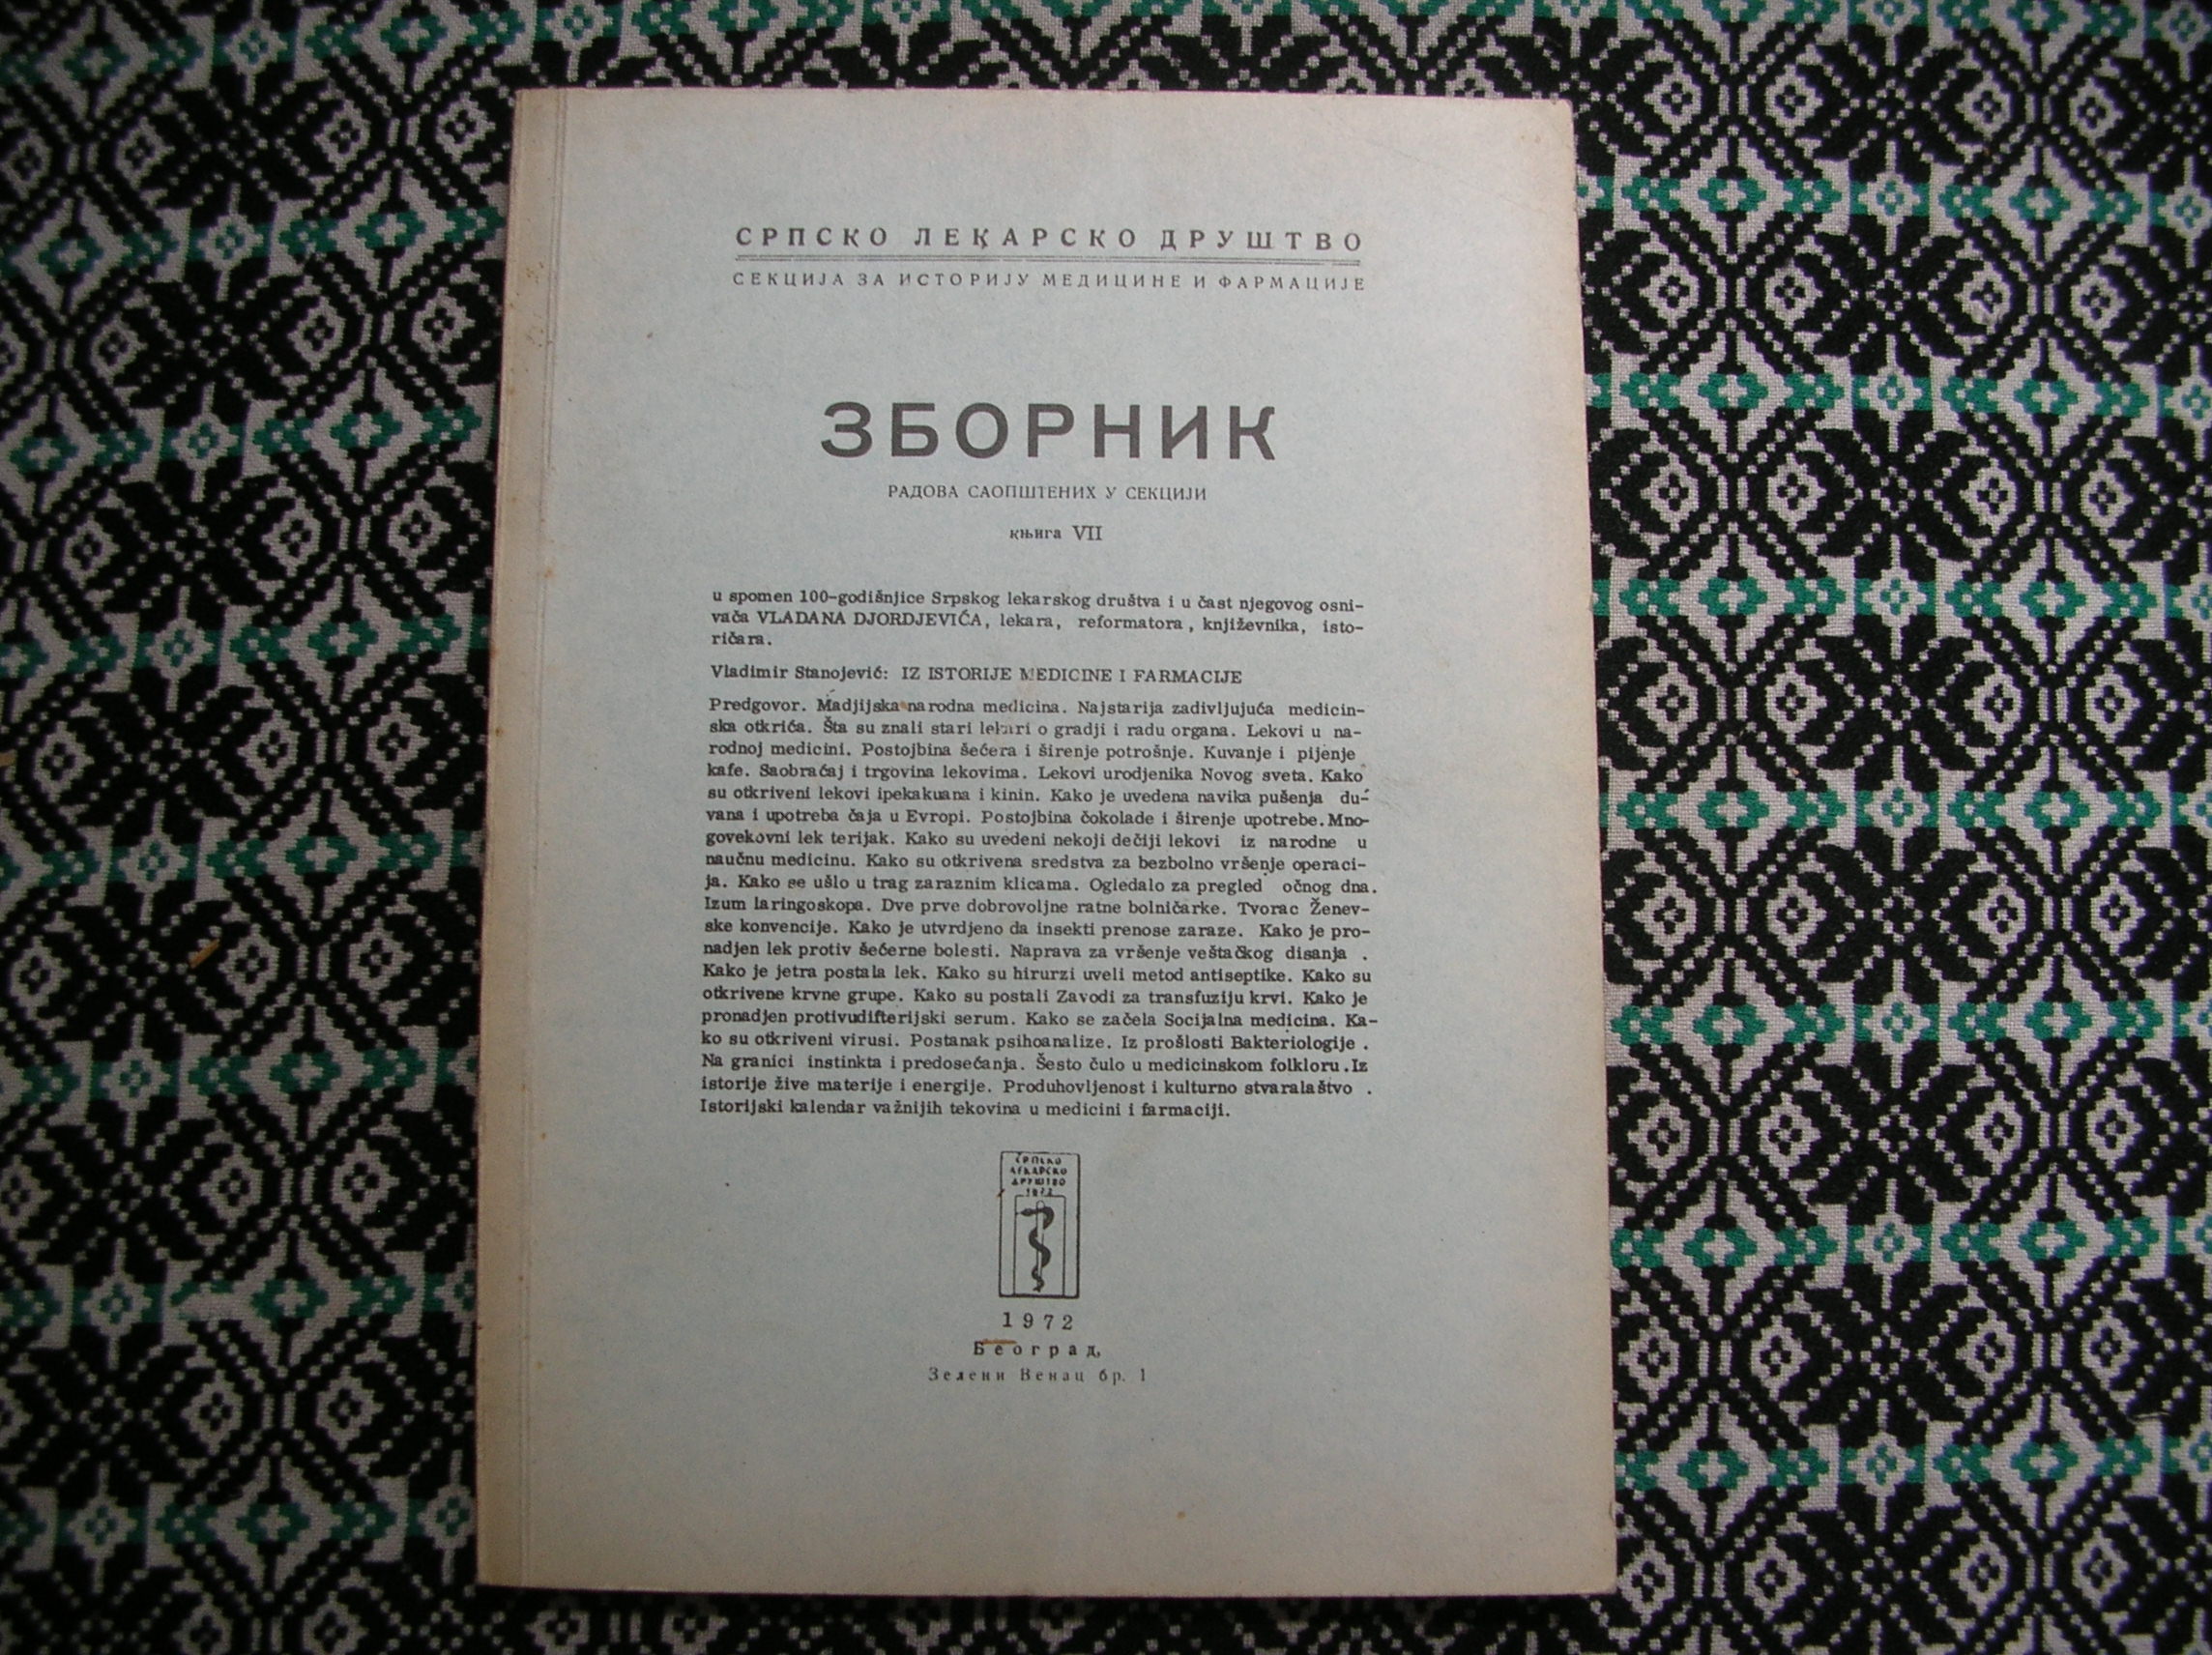 СРПСКО ЛЕКАРСКО ДРУШТВО
СЕКЦИЈА ЗА ИСТОРИЈУ МЕДИЦИНЕ И ФАРМАЦИЈЕ
ЗБОРНИК
РАДОВА САОПШТЕНИХ У СЕКЦИЈИ
књига VII
u spomen 100-godišnjice Srpskog lekarskog društva i u čast njegovog osni-
vača VLADANA DJORDJEVIĆA, lekara, reformatora, književnika, isto-
ričara.
Vladimir Stanojević: IZ ISTORIJE MEDICINE I FARMACIJE
Predgovor. Madjijska narodna medicina. Najstarija zadivljujuća medicin-
ska otkrića. Šta su znali stari lekari o gradji i radu organa. Lekovi u na-
rodnoj medicini. Postojbina šećera i širenje potrošnje. Kuvanje i pijenje
kafe. Saobraćaj i trgovina lekovima. Lekovi urodjenika Novog sveta. Kako
su otkriveni lekovi ipekakuana i kinin. Kako je uvedena navika pušenja du-
vana i upotreba čaja u Evropi. Postojbina čokolade i širenje upotrebe. Mno-
govekovni lek terijak. Kako su uvedeni nekoji dečiji lekovi iz narodne u
naučnu medicinu. Kako su otkrivena sredstva za bezbolno vršenje operaci-
ja. Kako se ušlo u trag zaraznim klicama. Ogledalo za pregled očnog dna.
Izum laringoskopa. Dve prve dobrovoljne ratne bolničarke. Tvorac Ženev-
ske konvencije. Kako je utvrdjeno da insekti prenose zaraze. Kako je pro-
nadjen lek protiv šećerne bolesti. Naprava za vršenje veštačkog disanja .
Kako je jetra postala lek. Kako su hirurzi uveli metod antiseptike. Kako su
otkrivene krvne grupe. Kako su postali Zavodi za transfuziju krvi. Kako je
pronadjen protivudifterijski serum. Kako se začela Socijalna medicina. Ka-
ko su otkriveni virusi. Postanak psihoanalize. Iz prošlosti Bakteriologije .
Na granici instinkta i predosećanja. Šesto čulo u medicinskom folkloru. Iz
istorije žive materije i energije. Produhovljenost i kulturno stvaralaštvo .
Istorijski kalendar važnijih tekovina u medicini i farmaciji.
СРПСКО
ЛЕКАРСКО
ДРУШТВО
1872
1972
Београд,
Зелени Венац бр. 1